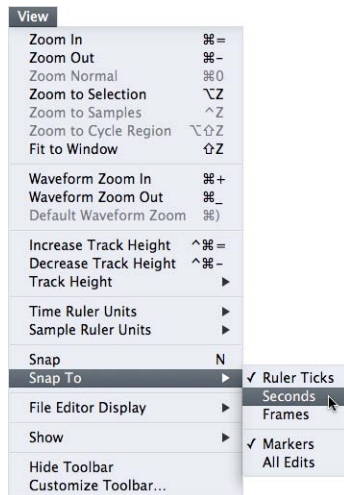 View
Zoom In ⌘=
Zoom Out ⌘-
Zoom Normal ⌘0
Zoom to Selection ⌥Z
Zoom to Samples ^Z
Zoom to Cycle Region ⌥⇧Z
Fit to Window ⇧Z
Waveform Zoom In ⌘+
Waveform Zoom Out ⌘_
Default Waveform Zoom ⌘)
Increase Track Height ^⌘=
Decrease Track Height ^⌘-
Track Height ▶
Time Ruler Units ▶
Sample Ruler Units ▶
Snap N
Snap To ▶
✓ Ruler Ticks
Seconds
Frames
✓ Markers
All Edits
File Editor Display ▶
Show ▶
Hide Toolbar
Customize Toolbar...